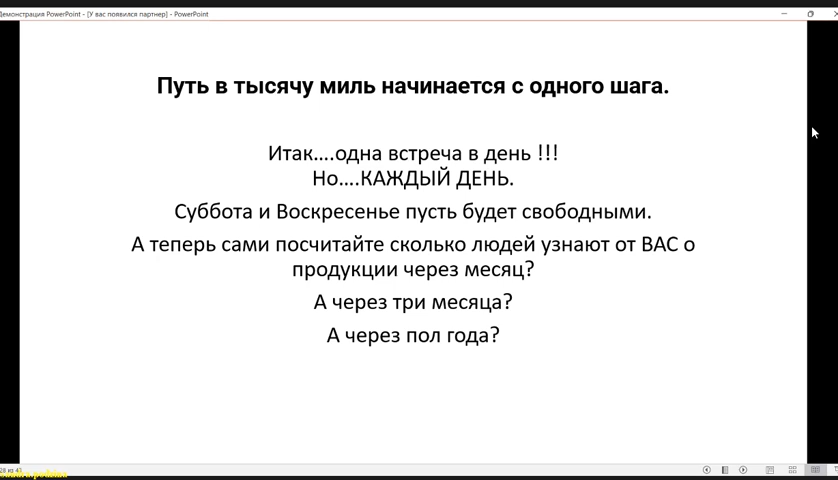 Демонстрация PowerPoint - [У вас появился партнер] - PowerPoint
Путь в тысячу миль начинается с одного шага.
Итак....одна встреча в день !!!
Но....КАЖДЫЙ ДЕНЬ.
Суббота и Воскресенье пусть будет свободными.
А теперь сами посчитайте сколько людей узнают от ВАС о
продукции через месяц?
А через три месяца?
А через пол года?
28 из 41